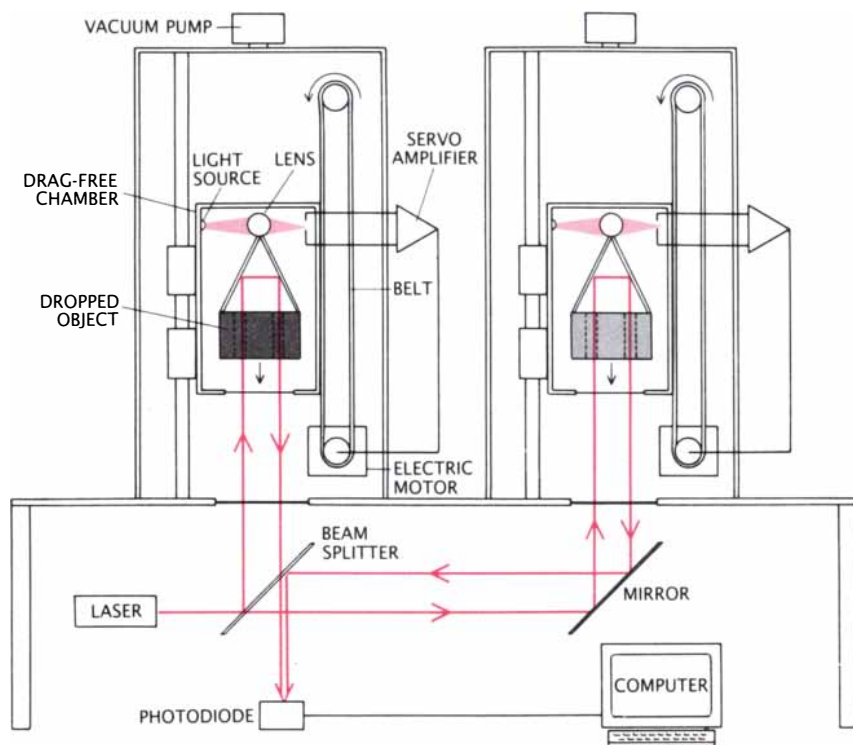 VACUUM PUMP
SERVO
AMPLIFIER
LIGHT
SOURCE
LENS
DRAG-FREE
CHAMBER
BELT
DROPPED
OBJECT
ELECTRIC
MOTOR
BEAM
SPLITTER
LASER
MIRROR
COMPUTER
PHOTODIODE